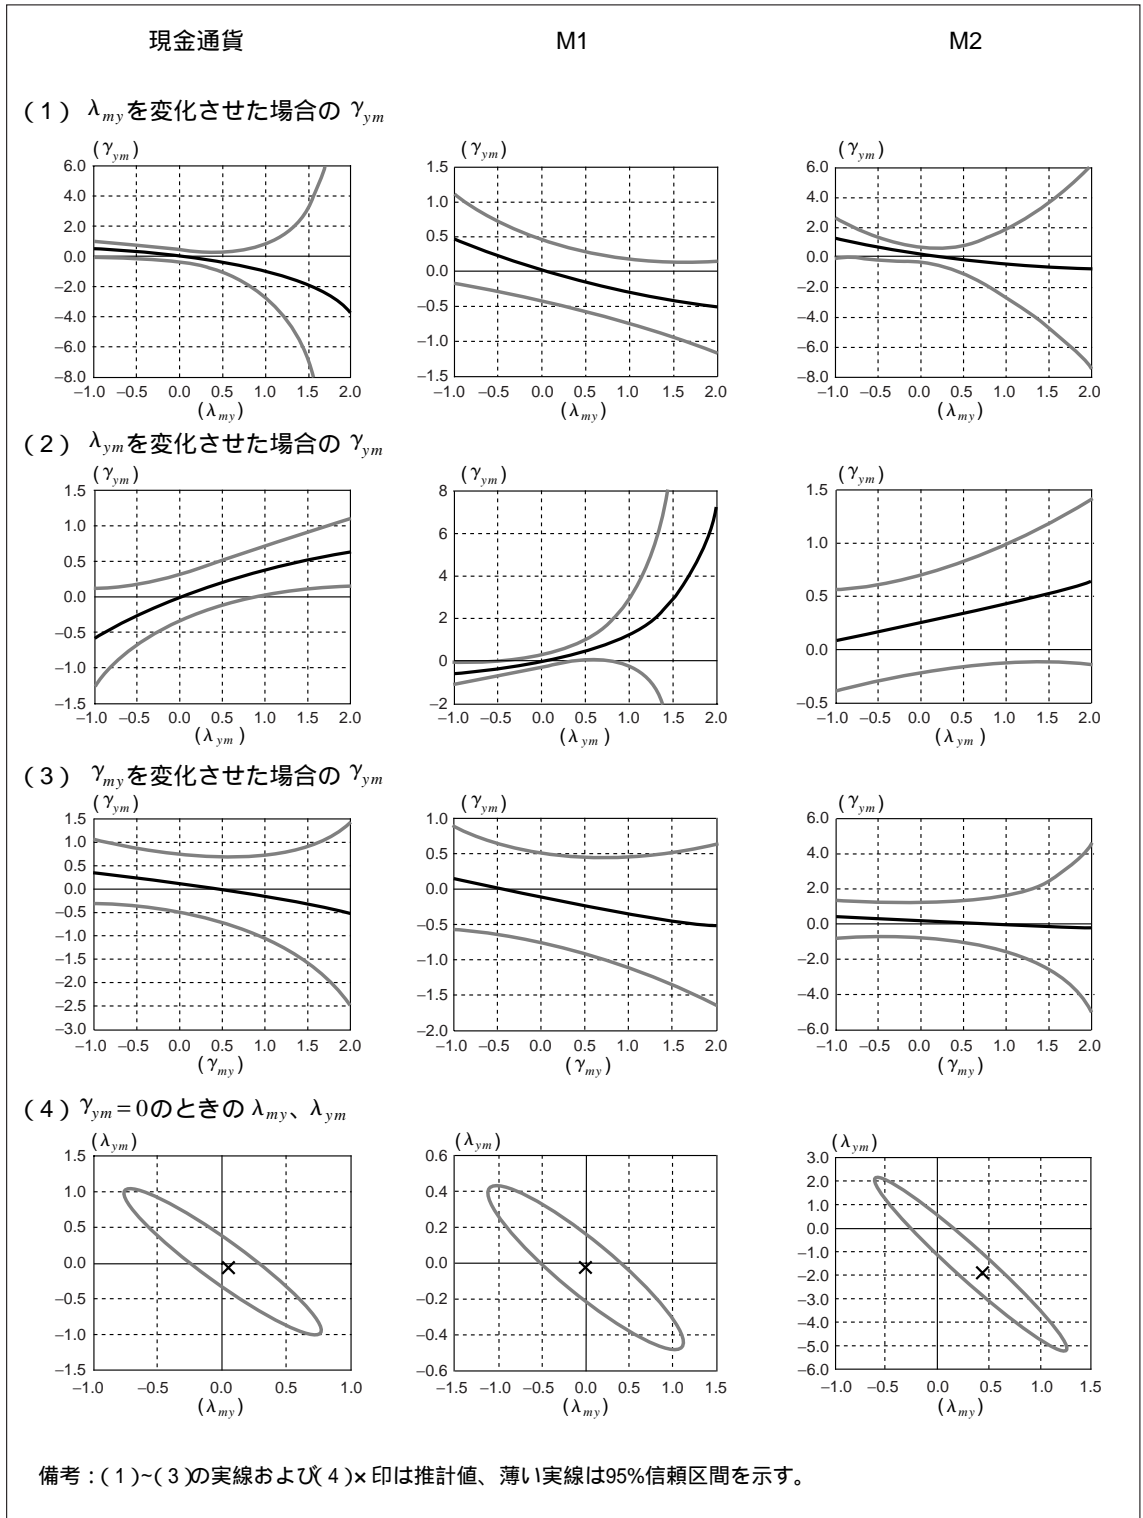 現金通貨 M1 M2
(1) λmyを変化させた場合の γym
(γym) (γym) (γym)
6.0 4.0 2.0 0.0 −2.0 −4.0 −6.0 −8.0
1.5 1.0 0.5 0.0 −0.5 −1.0 −1.5
6.0 4.0 2.0 0.0 −2.0 −4.0 −6.0 −8.0
−1.0 −0.5 0.0 0.5 1.0 1.5 2.0 −1.0 −0.5 0.0 0.5 1.0 1.5 2.0 −1.0 −0.5 0.0 0.5 1.0 1.5 2.0
(λmy) (λmy) (λmy)
(2) λymを変化させた場合の γym
(γym) (γym) (γym)
1.5 1.0 0.5 0.0 −0.5 −1.0 −1.5
8 6 4 2 0 −2
1.5 1.0 0.5 0.0 −0.5
−1.0 −0.5 0.0 0.5 1.0 1.5 2.0 −1.0 −0.5 0.0 0.5 1.0 1.5 2.0 −1.0 −0.5 0.0 0.5 1.0 1.5 2.0
(λym) (λym) (λym)
(3) γmyを変化させた場合の γym
(γym) (γym) (γym)
1.5 1.0 0.5 0.0 −0.5 −1.0 −1.5 −2.0 −2.5 −3.0
1.0 0.5 0.0 −0.5 −1.0 −1.5 −2.0
6.0 4.0 2.0 0.0 −2.0 −4.0 −6.0
−1.0 −0.5 0.0 0.5 1.0 1.5 2.0 −1.0 −0.5 0.0 0.5 1.0 1.5 2.0 −1.0 −0.5 0.0 0.5 1.0 1.5 2.0
(γmy) (γmy) (γmy)
(4) γym=0のときの λmy、λym
(λym) (λym) (λym)
1.5 1.0 0.5 0.0 −0.5 −1.0 −1.5
0.6 0.4 0.2 0.0 −0.2 −0.4 −0.6
3.0 2.0 1.0 0.0 −1.0 −2.0 −3.0 −4.0 −5.0 −6.0
−1.0 −0.5 0.0 0.5 1.0 −1.5 −1.0 −0.5 0.0 0.5 1.0 1.5 −1.0 −0.5 0.0 0.5 1.0 1.5
(λmy) (λmy) (λmy)
備考:(1)~(3)の実線および(4)×印は推計値、薄い実線は95%信頼区間を示す。